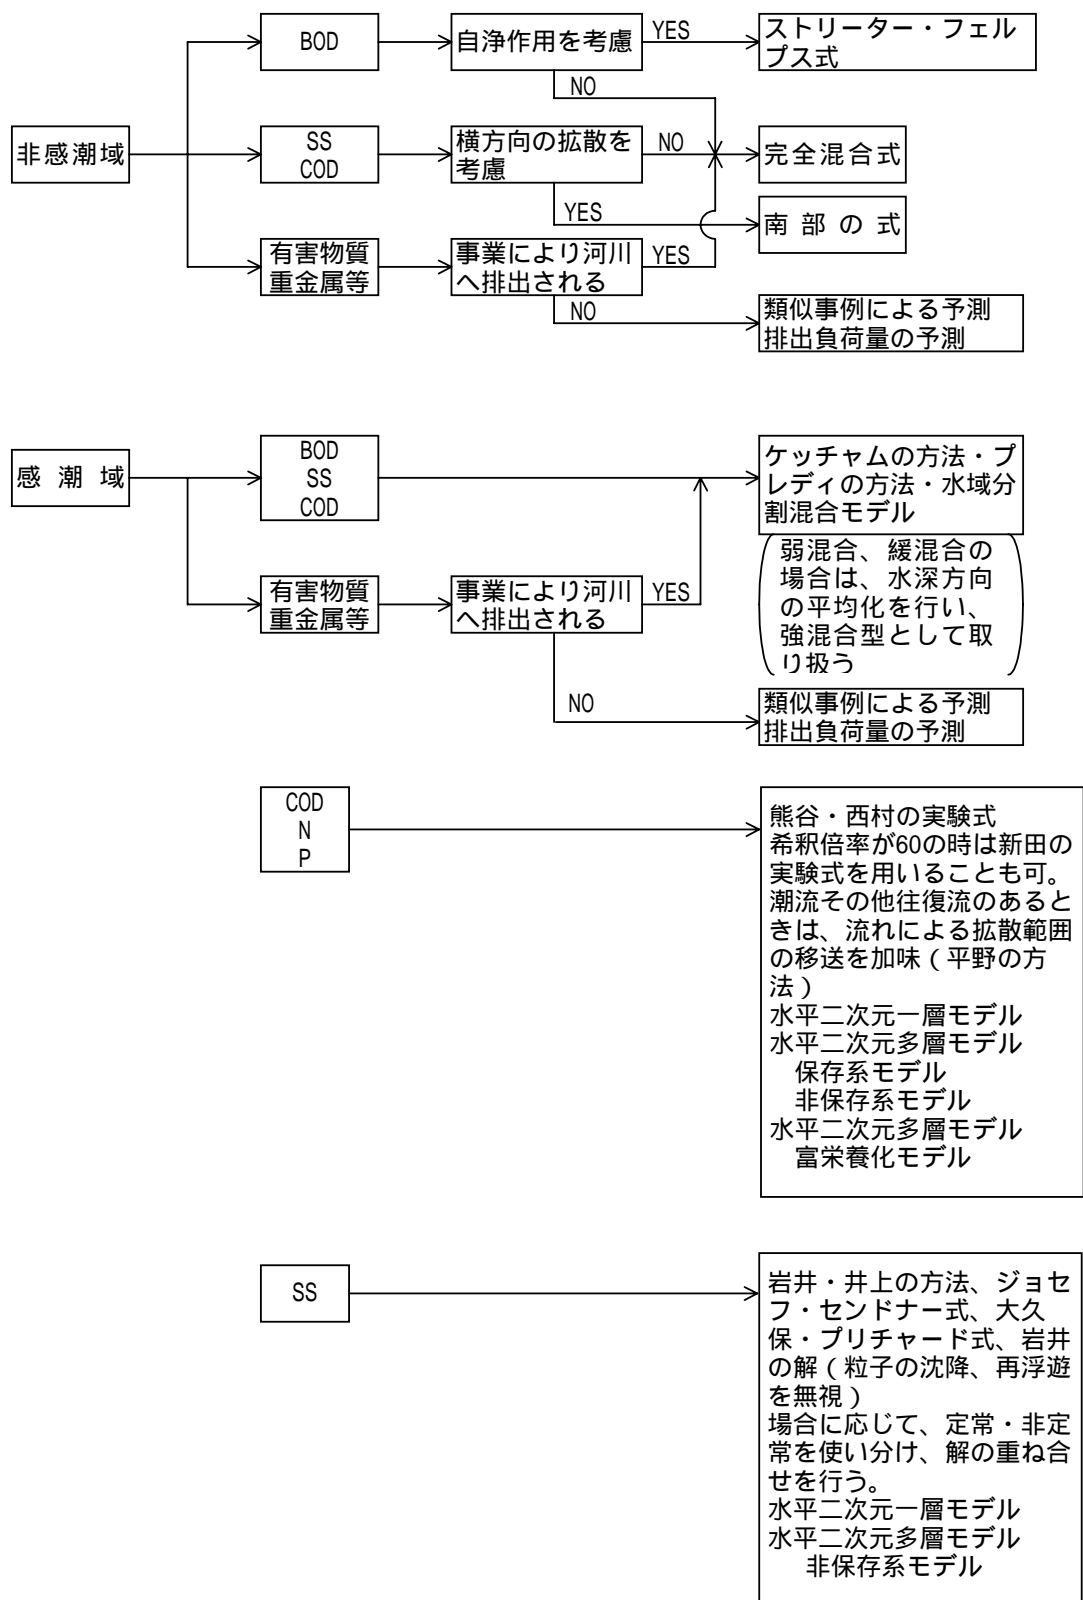 BOD
自浄作用を考慮
YES
ストリーター・フェル
プス式
NO
非感潮域
SS
COD
横方向の拡散を
考慮
NO
完全混合式
YES
南部の式
有害物質
重金属等
事業により河川
へ排出される
YES
NO
類似事例による予測
排出負荷量の予測
感潮域
BOD
SS
COD
ケッチャムの方法・プ
レディの方法・水域分
割混合モデル
弱混合、緩混合の
場合は、水深方向
の平均化を行い、
強混合型として取
り扱う
有害物質
重金属等
事業により河川
へ排出される
YES
NO
類似事例による予測
排出負荷量の予測
COD
N
P
熊谷・西村の実験式
希釈倍率が60の時は新田の
実験式を用いることも可。
潮流その他往復流のあると
きは、流れによる拡散範囲
の移送を加味(平野の方
法)
水平二次元一層モデル
水平二次元多層モデル
保存系モデル
非保存系モデル
水平二次元多層モデル
富栄養化モデル
SS
岩井・井上の方法、ジョセ
フ・センドナー式、大久
保・プリチャード式、岩井
の解(粒子の沈降、再浮遊
を無視)
場合に応じて、定常・非定
常を使い分け、解の重ね合
せを行う。
水平二次元一層モデル
水平二次元多層モデル
非保存系モデル